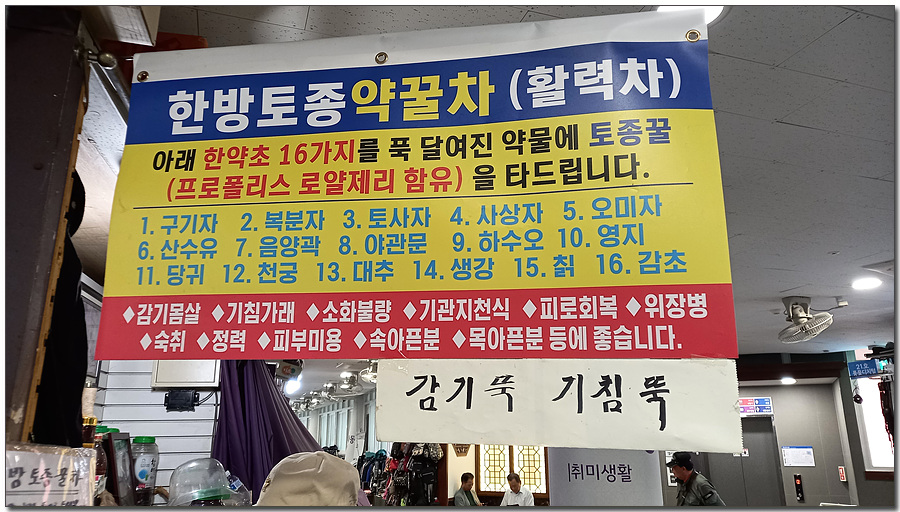 한방토종약꿀차 (활력차)
아래 한약초 16가지를 푹 달여진 약물에 토종꿀
(프로폴리스 로얄제리 함유) 을 타드립니다.
1. 구기자 2. 복분자 3. 토사자 4. 사상자 5. 오미자
6. 산수유 7. 음양곽 8. 야관문 9. 하수오 10. 영지
11. 당귀 12. 천궁 13. 대추 14. 생강 15. 칡 16. 감초
◆감기몸살 ◆기침가래 ◆소화불량 ◆기관지천식 ◆피로회복 ◆위장병
◆숙취 ◆정력 ◆피부미용 ◆속아픈분 ◆목아픈분 등에 좋습니다.
감기뚝 기침뚝
취미생활
방토종꿀차